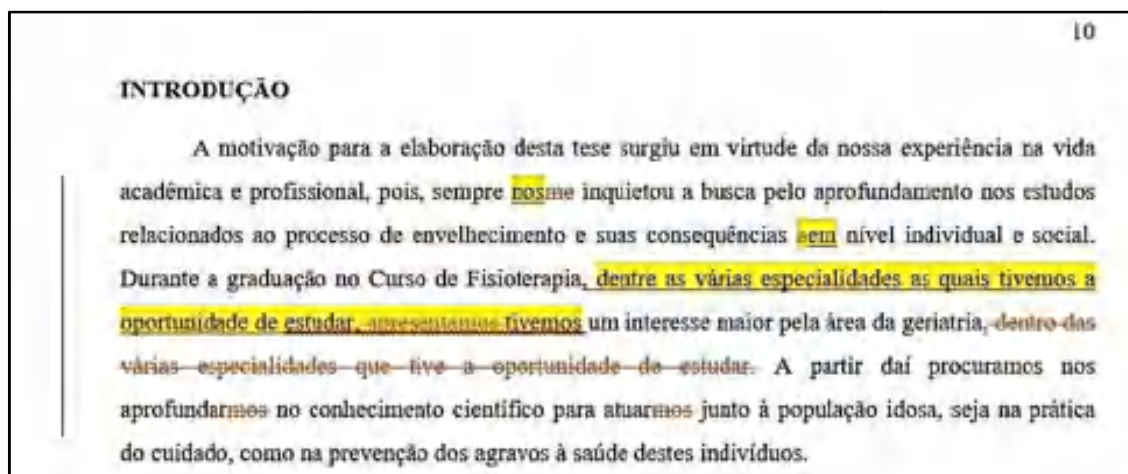 10
INTRODUÇÃO
A motivação para a elaboração desta tese surgiu em virtude da nossa experiência na vida
acadêmica e profissional, pois, sempre nosme inquietou a busca pelo aprofundamento nos estudos
relacionados ao processo de envelhecimento e suas consequências aem nível individual e social.
Durante a graduação no Curso de Fisioterapia, dentre as várias especialidades as quais tivemos a
oportunidade de estudar, apresentamos tivemos um interesse maior pela área da geriatria, dentro das
várias especialidades que tive a oportunidade de estudar. A partir daí procuramos nos
aprofundarmos no conhecimento científico para atuarmos junto à população idosa, seja na prática
do cuidado, como na prevenção dos agravos à saúde destes indivíduos.